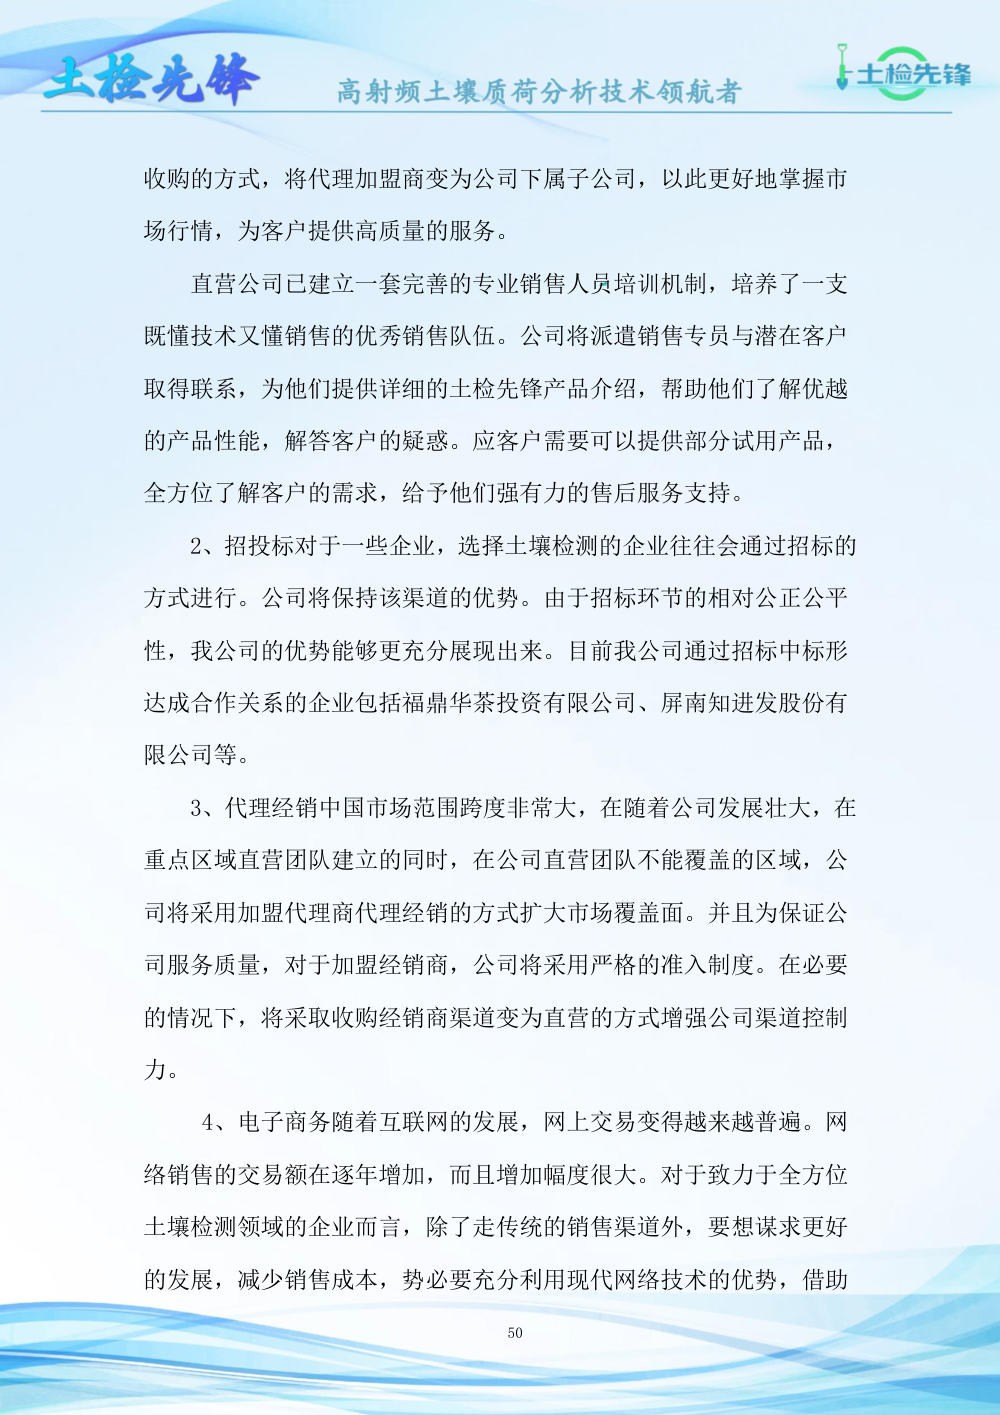 土检先锋
高射频土壤质荷分析技术领航者
土检先锋
收购的方式，将代理加盟商变为公司下属子公司，以此更好地掌握市
场行情，为客户提供高质量的服务。
直营公司已建立一套完善的专业销售人员培训机制，培养了一支
既懂技术又懂销售的优秀销售队伍。公司将派遣销售专员与潜在客户
取得联系，为他们提供详细的土检先锋产品介绍，帮助他们了解优越
的产品性能，解答客户的疑惑。应客户需要可以提供部分试用产品，
全方位了解客户的需求，给予他们强有力的售后服务支持。
2、招投标对于一些企业，选择土壤检测的企业往往会通过招标的
方式进行。公司将保持该渠道的优势。由于招标环节的相对公正公平
性，我公司的优势能够更充分展现出来。目前我公司通过招标中标形
达成合作关系的企业包括福鼎华茶投资有限公司、屏南知进发股份有
限公司等。
3、代理经销中国市场范围跨度非常大，在随着公司发展壮大，在
重点区域直营团队建立的同时，在公司直营团队不能覆盖的区域，公
司将采用加盟代理商代理经销的方式扩大市场覆盖面。并且为保证公
司服务质量，对于加盟经销商，公司将采用严格的准入制度。在必要
的情况下，将采取收购经销商渠道变为直营的方式增强公司渠道控制
力。
4、电子商务随着互联网的发展，网上交易变得越来越普遍。网
络销售的交易额在逐年增加，而且增加幅度很大。对于致力于全方位
土壤检测领域的企业而言，除了走传统的销售渠道外，要想谋求更好
的发展，减少销售成本，势必要充分利用现代网络技术的优势，借助
50